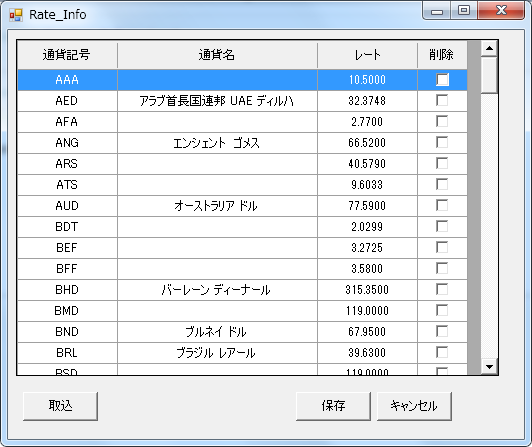 Rate_Info
通貨記号 通貨名 レート 削除
AAA 10.5000
AED アラブ首長国連邦 UAE ディルハ 32.3748
AFA 2.7700
ANG エンシェント ゴメス 66.5200
ARS 40.5790
ATS 9.6033
AUD オーストラリア ドル 77.5900
BDT 2.0299
BEF 3.2725
BFF 3.5800
BHD バーレーン ディーナール 315.3500
BMD 119.0000
BND ブルネイ ドル 67.9500
BRL ブラジル レアール 39.6300
BSD 119.0000
取込 保存 キャンセル